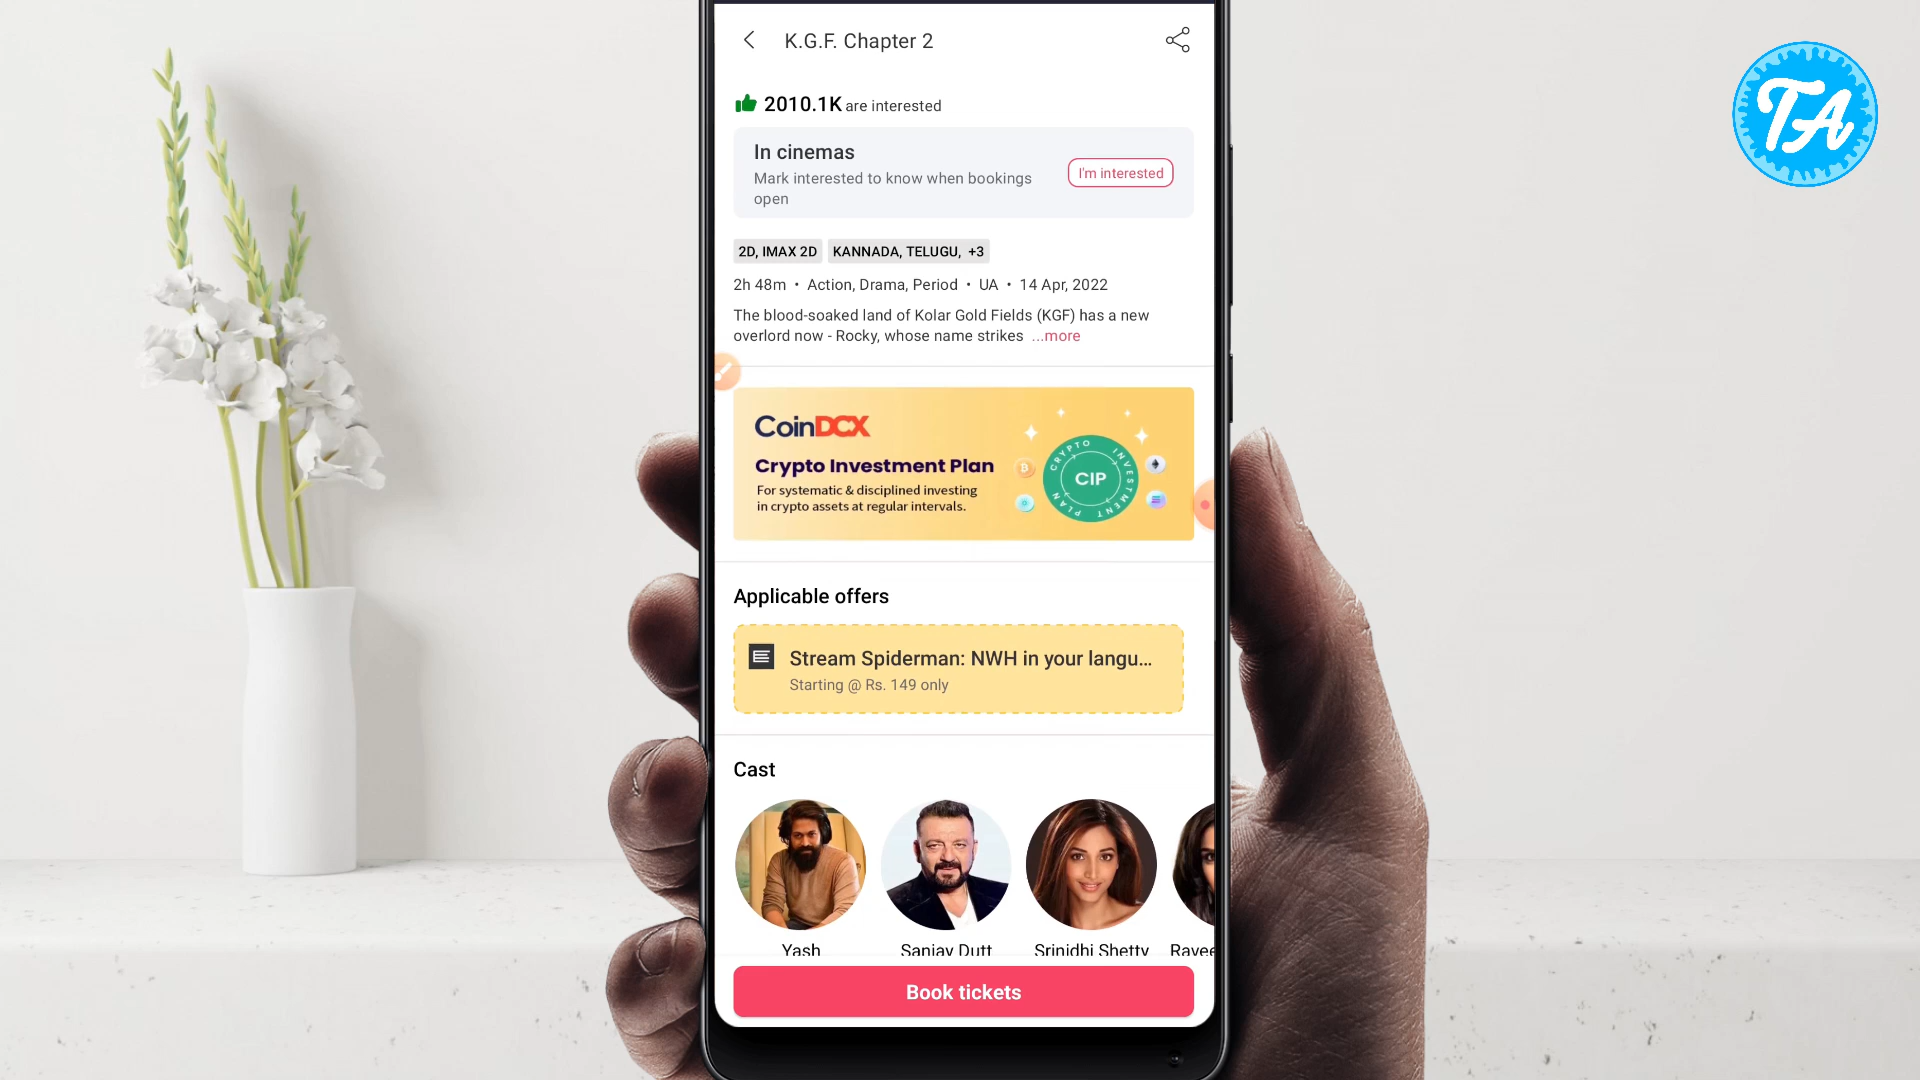 K.G.F. Chapter 2
TA
2010.1K are interested
In cinemas
Mark interested to know when bookings
open
I'm interested
2D, IMAX 2D KANNADA, TELUGU, +3
2h 48m • Action, Drama, Period • UA • 14 Apr, 2022
The blood-soaked land of Kolar Gold Fields (KGF) has a new
overlord now - Rocky, whose name strikes ...more
CoinDCX
Crypto Investment Plan
For systematic & disciplined investing
in crypto assets at regular intervals.
CRYPTO INVESTMENT PLAN
CIP
Applicable offers
Stream Spiderman: NWH in your langu...
Starting @ Rs. 149 only
Cast
Yash Sanjay Dutt Srinidhi Shetty Ravee
Book tickets